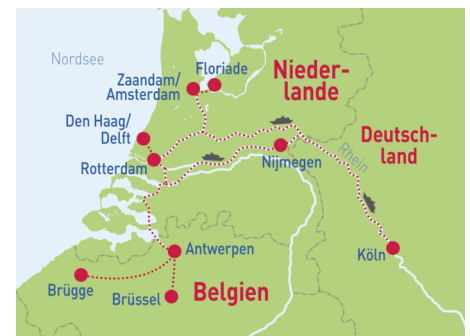 Nordsee
Zaandam/
Amsterdam
Floriade
Nieder-
lande
Den Haag/
Delft
Rotterdam
Nijmegen
Rhein
Deutsch-
land
Köln
Antwerpen
Brügge
Brüssel
Belgien